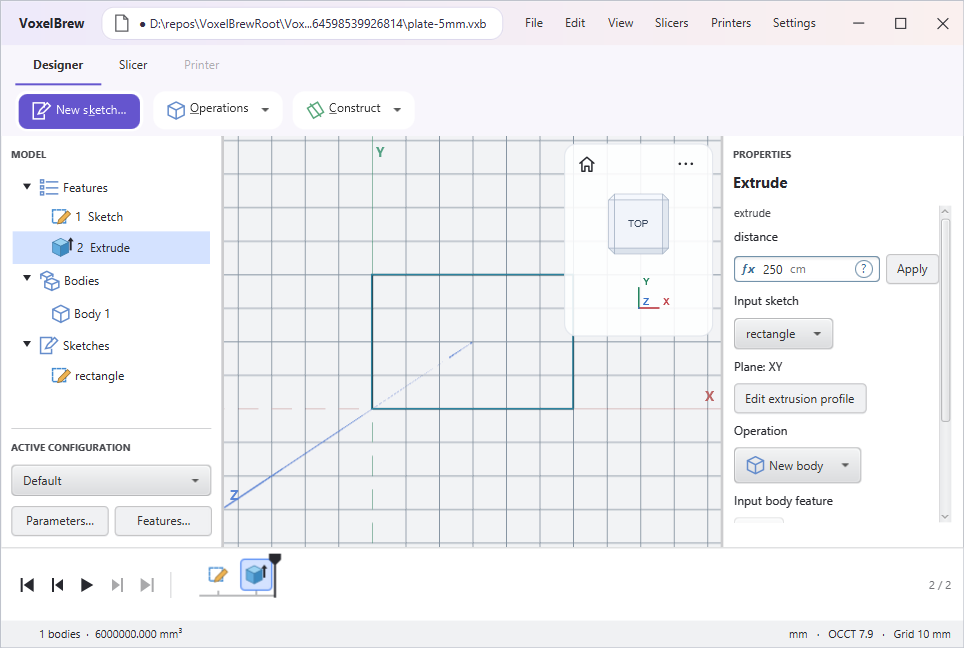 VoxelBrew
● D:\repos\VoxelBrewRoot\Vox...64598539926814\plate-5mm.vxb
File Edit View Slicers Printers Settings
Designer Slicer Printer
New sketch...
Operations
Construct
MODEL
Features
1 Sketch
2 Extrude
Bodies
Body 1
Sketches
rectangle
ACTIVE CONFIGURATION
Default
Parameters... Features...
Y
X
Z
TOP
Y
Z X
PROPERTIES
Extrude
extrude
distance
fx 250 cm ? Apply
Input sketch
rectangle
Plane: XY
Edit extrusion profile
Operation
New body
Input body feature
2 / 2
1 bodies · 6000000.000 mm³
mm · OCCT 7.9 · Grid 10 mm